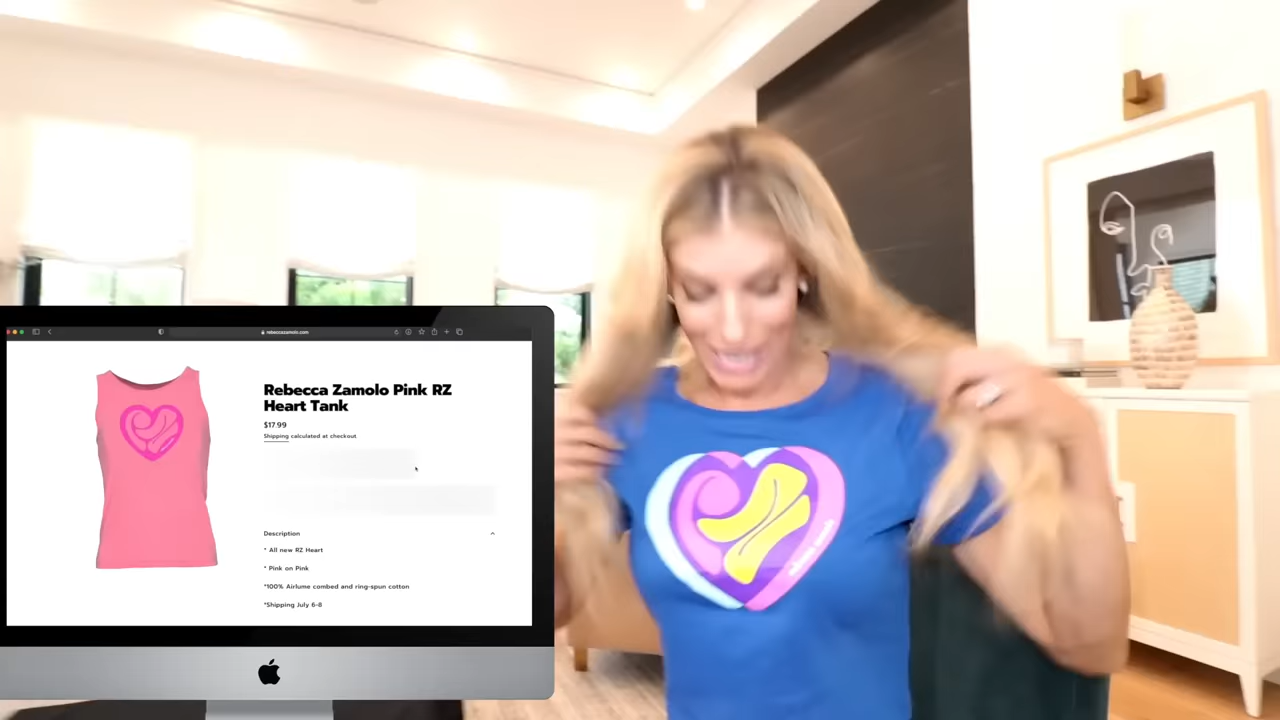 rebeccazamolo.com
Rebecca Zamolo Pink RZ
Heart Tank
$17.99
Shipping calculated at checkout
Description
* All new RZ Heart
* Pink on Pink
*100% Airlume combed and ring-spun cotton
*Shipping July 6-8